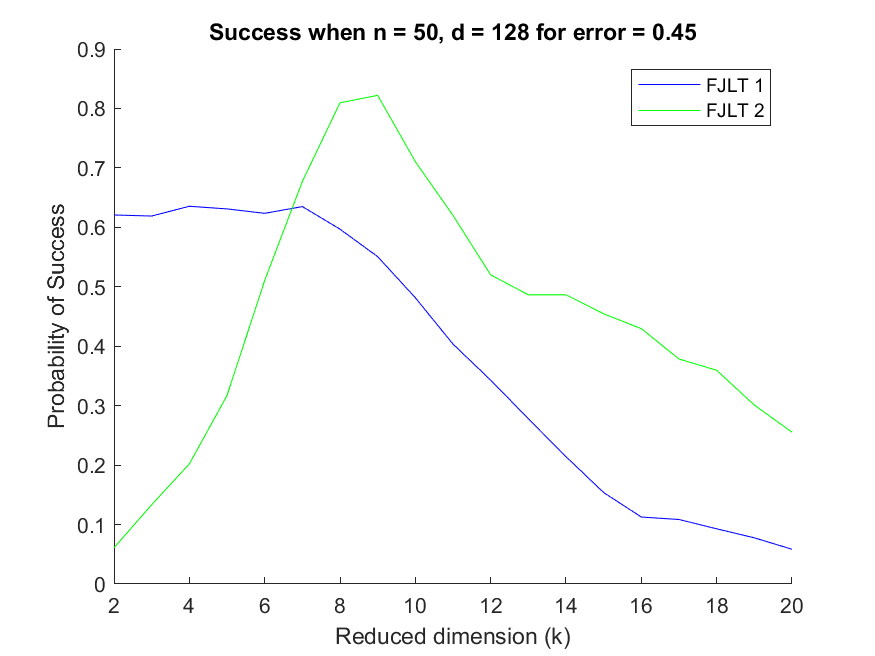 Success when n = 50, d = 128 for error = 0.45
FJLT 1
FJLT 2
Probability of Success
0.9
0.8
0.7
0.6
0.5
0.4
0.3
0.2
0.1
0
2 4 6 8 10 12 14 16 18 20
Reduced dimension (k)